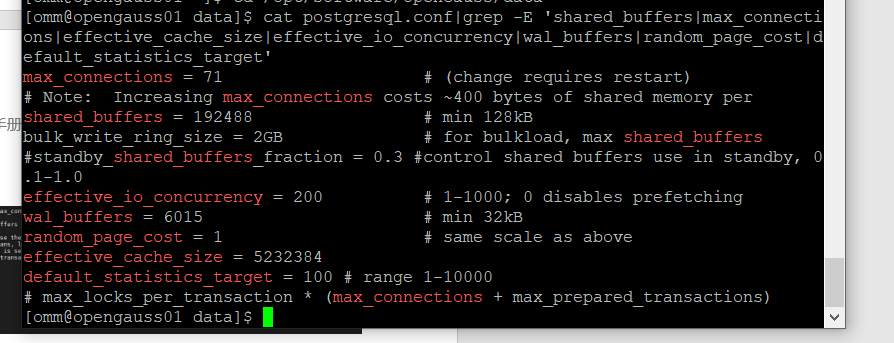 [omm@opengauss01 data]$ cat postgresql.conf|grep -E 'shared_buffers|max_connecti
ons|effective_cache_size|effective_io_concurrency|wal_buffers|random_page_cost|d
efault_statistics_target'
max_connections = 71 # (change requires restart)
# Note:  Increasing max_connections costs ~400 bytes of shared memory per
shared_buffers = 192488 # min 128kB
bulk_write_ring_size = 2GB # for bulkload, max shared_buffers
#standby_shared_buffers_fraction = 0.3 #control shared buffers use in standby, 0
.1-1.0
effective_io_concurrency = 200 # 1-1000; 0 disables prefetching
wal_buffers = 6015 # min 32kB
random_page_cost = 1 # same scale as above
effective_cache_size = 5232384
default_statistics_target = 100 # range 1-10000
# max_locks_per_transaction * (max_connections + max_prepared_transactions)
[omm@opengauss01 data]$
册